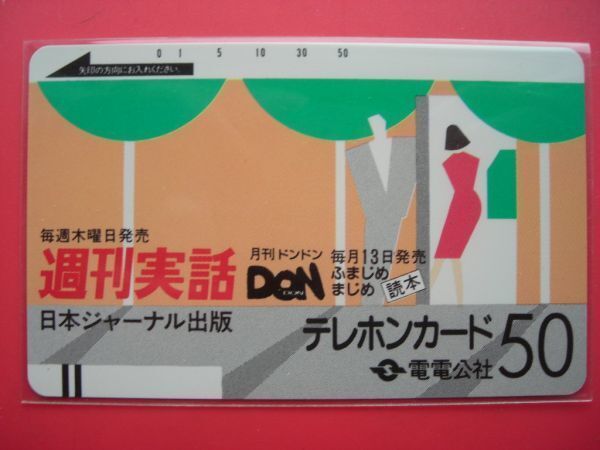 0 1 5 10 30 50
矢印の方向にお入れください。
毎週木曜日発売
週刊実話
日本ジャーナル出版
月刊ドンドン
DON
DON
毎月13日発売
ふまじめ
まじめ 読本
テレホンカード50
電電公社